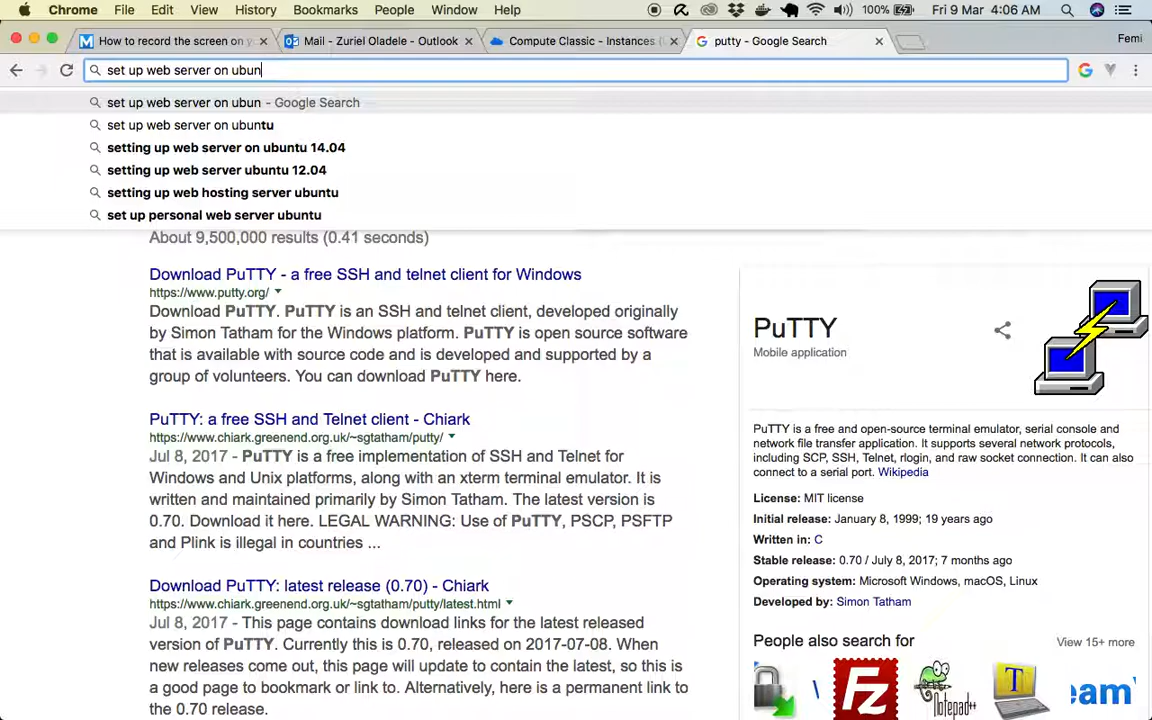 Chrome File Edit View History Bookmarks People Window Help 100% Fri 9 Mar 4:06 AM
How to record the screen on y
Mail - Zuriel Oladele - Outlook
Compute Classic - Instances (
putty - Google Search
Femi
set up web server on ubun
set up web server on ubun - Google Search
set up web server on ubuntu
setting up web server on ubuntu 14.04
setting up web server ubuntu 12.04
setting up web hosting server ubuntu
set up personal web server ubuntu
About 9,500,000 results (0.41 seconds)
Download PuTTY - a free SSH and telnet client for Windows
https://www.putty.org/
Download PuTTY. PuTTY is an SSH and telnet client, developed originally
by Simon Tatham for the Windows platform. PuTTY is open source software
that is available with source code and is developed and supported by a
group of volunteers. You can download PuTTY here.
PuTTY: a free SSH and Telnet client - Chiark
https://www.chiark.greenend.org.uk/~sgtatham/putty/
Jul 8, 2017 - PuTTY is a free implementation of SSH and Telnet for
Windows and Unix platforms, along with an xterm terminal emulator. It is
written and maintained primarily by Simon Tatham. The latest version is
0.70. Download it here. LEGAL WARNING: Use of PuTTY, PSCP, PSFTP
and Plink is illegal in countries ...
Download PuTTY: latest release (0.70) - Chiark
https://www.chiark.greenend.org.uk/~sgtatham/putty/latest.html
Jul 8, 2017 - This page contains download links for the latest released
version of PuTTY. Currently this is 0.70, released on 2017-07-08. When
new releases come out, this page will update to contain the latest, so this is
a good page to bookmark or link to. Alternatively, here is a permanent link to
the 0.70 release.
PuTTY
Mobile application
PuTTY is a free and open-source terminal emulator, serial console and
network file transfer application. It supports several network protocols,
including SCP, SSH, Telnet, rlogin, and raw socket connection. It can also
connect to a serial port. Wikipedia
License: MIT license
Initial release: January 8, 1999; 19 years ago
Written in: C
Stable release: 0.70 / July 8, 2017; 7 months ago
Operating system: Microsoft Windows, macOS, Linux
Developed by: Simon Tatham
People also search for
View 15+ more
\
Fz
Notepad++
T
eam